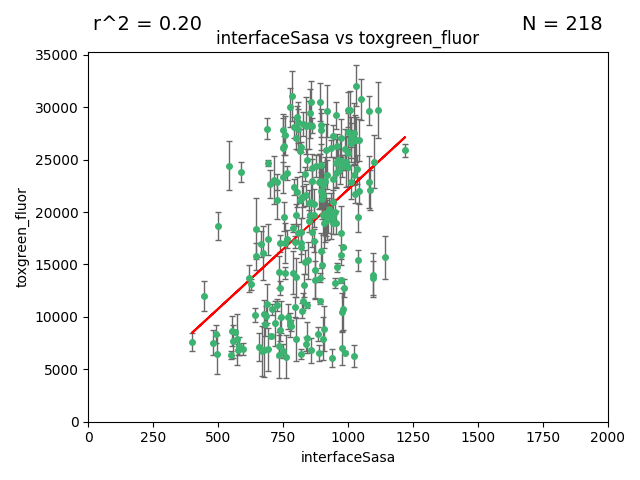 r^2 = 0.20
N = 218
interfaceSasa vs toxgreen_fluor
35000
30000
25000
20000
15000
10000
5000
0
toxgreen_fluor
0 250 500 750 1000 1250 1500 1750 2000
interfaceSasa